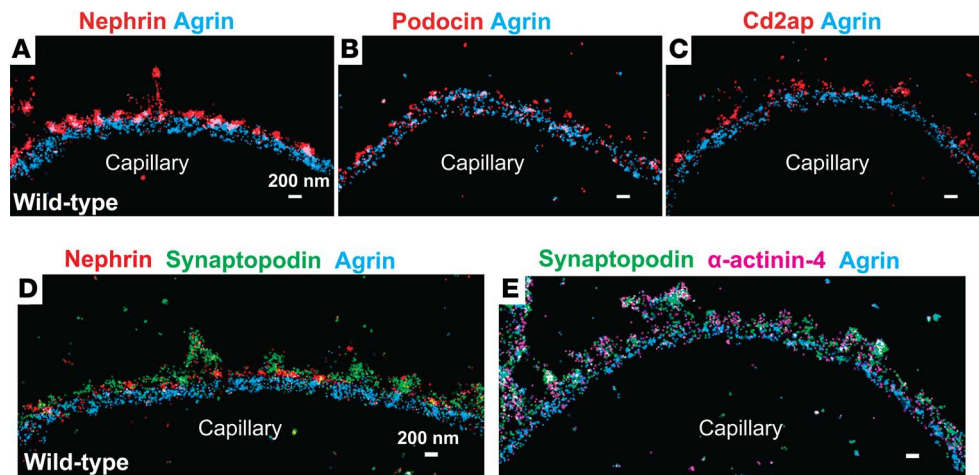 Nephrin Agrin
Podocin Agrin
Cd2ap Agrin
A
B
C
Capillary
Capillary
Capillary
200 nm
Wild-type
Nephrin Synaptopodin Agrin
Synaptopodin α-actinin-4 Agrin
D
E
Capillary
Capillary
200 nm
Wild-type